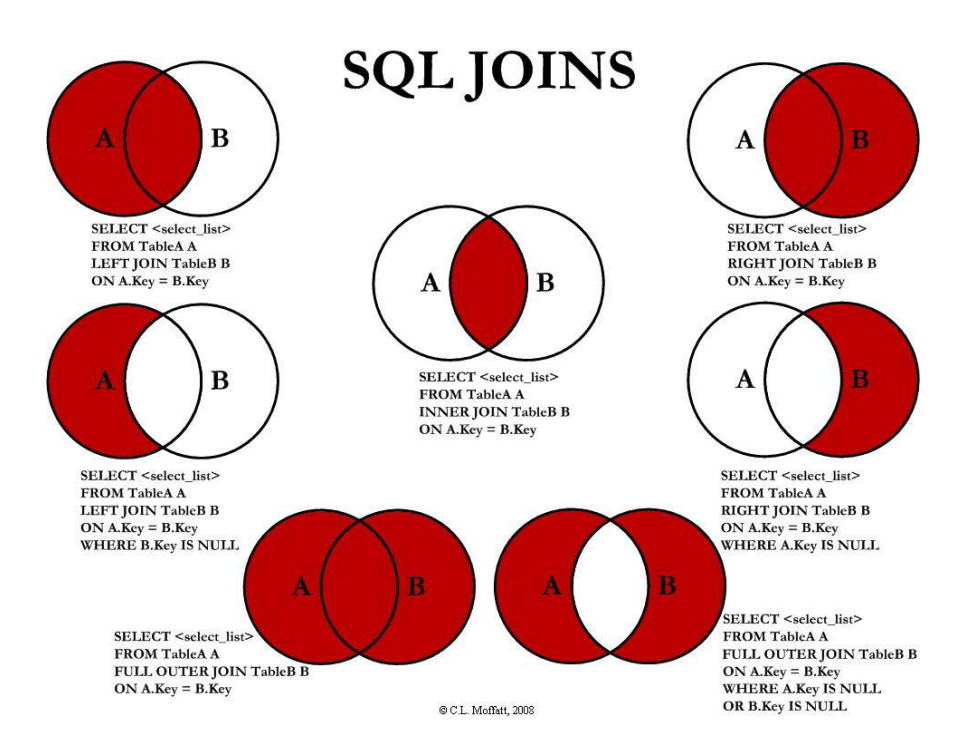 SQL JOINS
A
B
SELECT <select_list>
FROM TableA A
LEFT JOIN TableB B
ON A.Key = B.Key
A
B
SELECT <select_list>
FROM TableA A
RIGHT JOIN TableB B
ON A.Key = B.Key
A
B
SELECT <select_list>
FROM TableA A
INNER JOIN TableB B
ON A.Key = B.Key
A
B
SELECT <select_list>
FROM TableA A
LEFT JOIN TableB B
ON A.Key = B.Key
WHERE B.Key IS NULL
A
B
SELECT <select_list>
FROM TableA A
RIGHT JOIN TableB B
ON A.Key = B.Key
WHERE A.Key IS NULL
A
B
SELECT <select_list>
FROM TableA A
FULL OUTER JOIN TableB B
ON A.Key = B.Key
A
B
SELECT <select_list>
FROM TableA A
FULL OUTER JOIN TableB B
ON A.Key = B.Key
WHERE A.Key IS NULL
OR B.Key IS NULL
© C.L. Moffatt, 2008